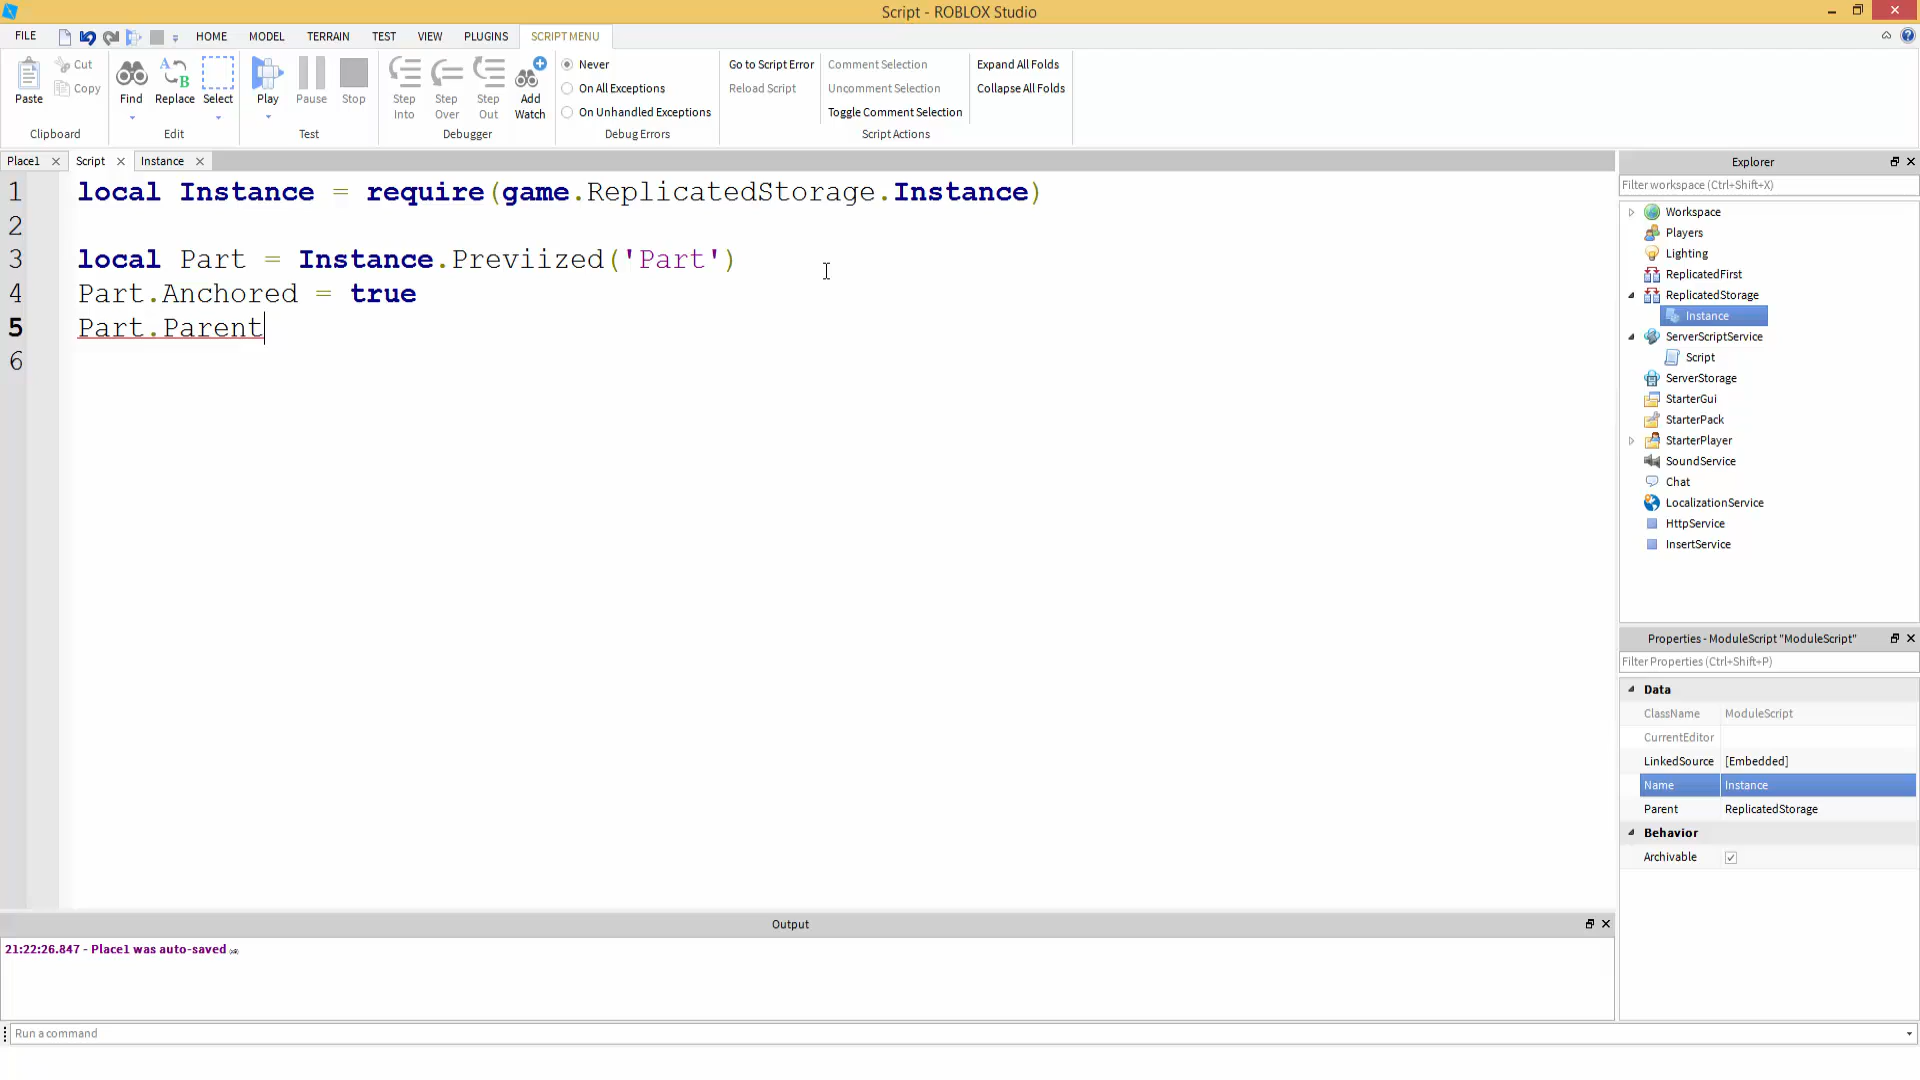 Script - ROBLOX Studio
FILE HOME MODEL TERRAIN TEST VIEW PLUGINS SCRIPT MENU
Paste Cut Copy Find Replace Select Play Pause Stop Step Into Step Over Step Out Add Watch
Never
On All Exceptions
On Unhandled Exceptions
Go to Script Error
Reload Script
Comment Selection
Uncomment Selection
Toggle Comment Selection
Expand All Folds
Collapse All Folds
Clipboard Edit Test Debugger Debug Errors Script Actions
Place1 Script Instance
1 local Instance = require(game.ReplicatedStorage.Instance)
2
3 local Part = Instance.Previized('Part')
4 Part.Anchored = true
5 Part.Parent
6
Explorer
Filter workspace (Ctrl+Shift+X)
Workspace
Players
Lighting
ReplicatedFirst
ReplicatedStorage
Instance
ServerScriptService
Script
ServerStorage
StarterGui
StarterPack
StarterPlayer
SoundService
Chat
LocalizationService
HttpService
InsertService
Properties - ModuleScript "ModuleScript"
Filter Properties (Ctrl+Shift+P)
Data
ClassName ModuleScript
CurrentEditor
LinkedSource [Embedded]
Name Instance
Parent ReplicatedStorage
Behavior
Archivable
Output
21:22:26.847 - Place1 was auto-saved
Run a command